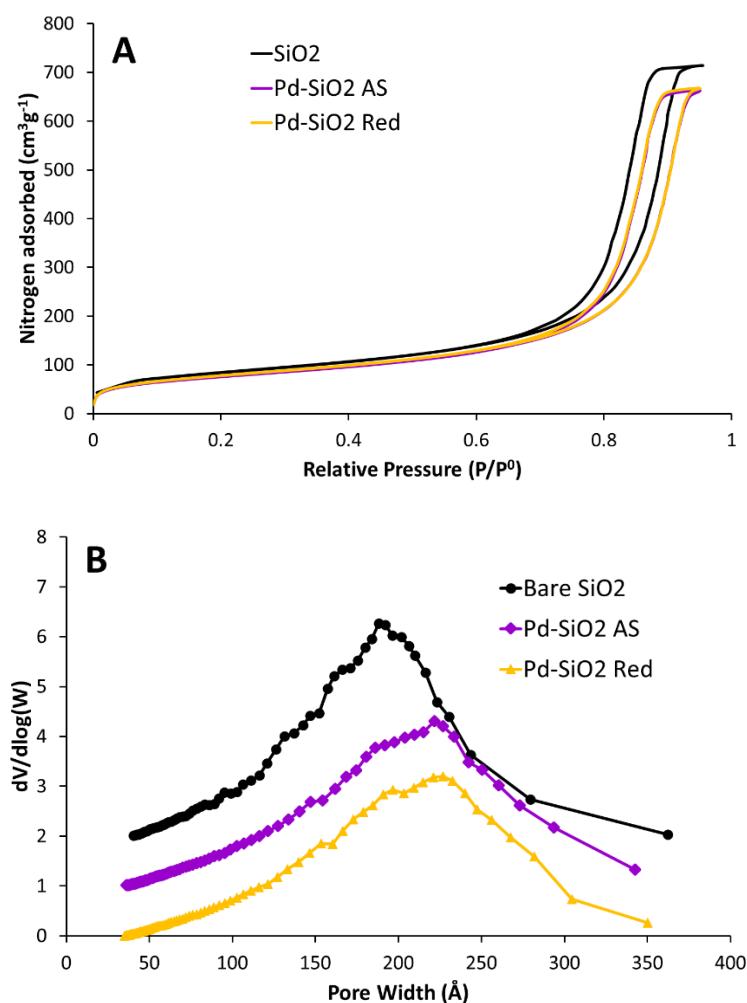 A
SiO2
Pd-SiO2 AS
Pd-SiO2 Red
Nitrogen adsorbed (cm³g⁻¹)
800
700
600
500
400
300
200
100
0
0 0.2 0.4 0.6 0.8 1
Relative Pressure (P/P⁰)
B
Bare SiO2
Pd-SiO2 AS
Pd-SiO2 Red
dV/dlog(W)
8
7
6
5
4
3
2
1
0
0 50 100 150 200 250 300 350 400
Pore Width (Å)